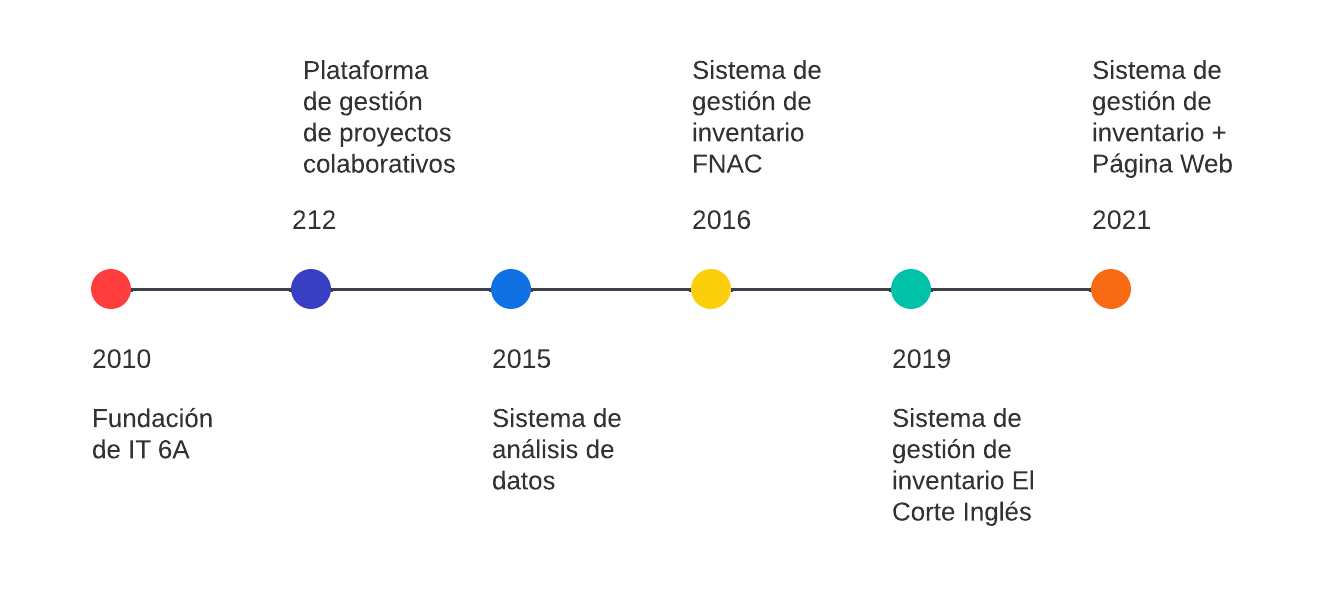 Plataforma
de gestión
de proyectos
colaborativos
212
Sistema de
gestión de
inventario
FNAC
2016
Sistema de
gestión de
inventario +
Página Web
2021
2010
Fundación
de IT 6A
2015
Sistema de
análisis de
datos
2019
Sistema de
gestión de
inventario El
Corte Inglés